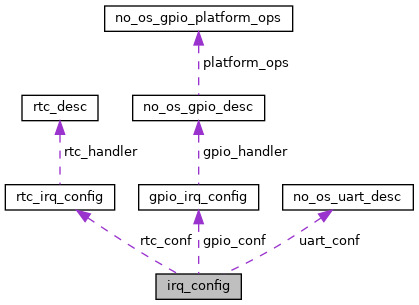 no_os_gpio_platform_ops
platform_ops
rtc_desc
no_os_gpio_desc
rtc_handler
gpio_handler
rtc_irq_config
gpio_irq_config
no_os_uart_desc
rtc_conf
gpio_conf
uart_conf
irq_config